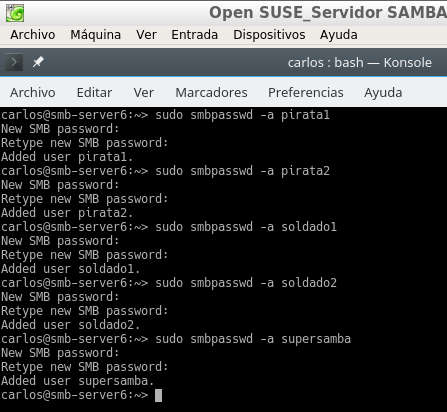 Open SUSE_Servidor SAMBA
Archivo Máquina Ver Entrada Dispositivos Ayuda
carlos : bash — Konsole
Archivo Editar Ver Marcadores Preferencias Ayuda
carlos@smb-server6:~> sudo smbpasswd -a pirata1
New SMB password:
Retype new SMB password:
Added user pirata1.
carlos@smb-server6:~> sudo smbpasswd -a pirata2
New SMB password:
Retype new SMB password:
Added user pirata2.
carlos@smb-server6:~> sudo smbpasswd -a soldado1
New SMB password:
Retype new SMB password:
Added user soldado1.
carlos@smb-server6:~> sudo smbpasswd -a soldado2
New SMB password:
Retype new SMB password:
Added user soldado2.
carlos@smb-server6:~> sudo smbpasswd -a supersamba
New SMB password:
Retype new SMB password:
Added user supersamba.
carlos@smb-server6:~>